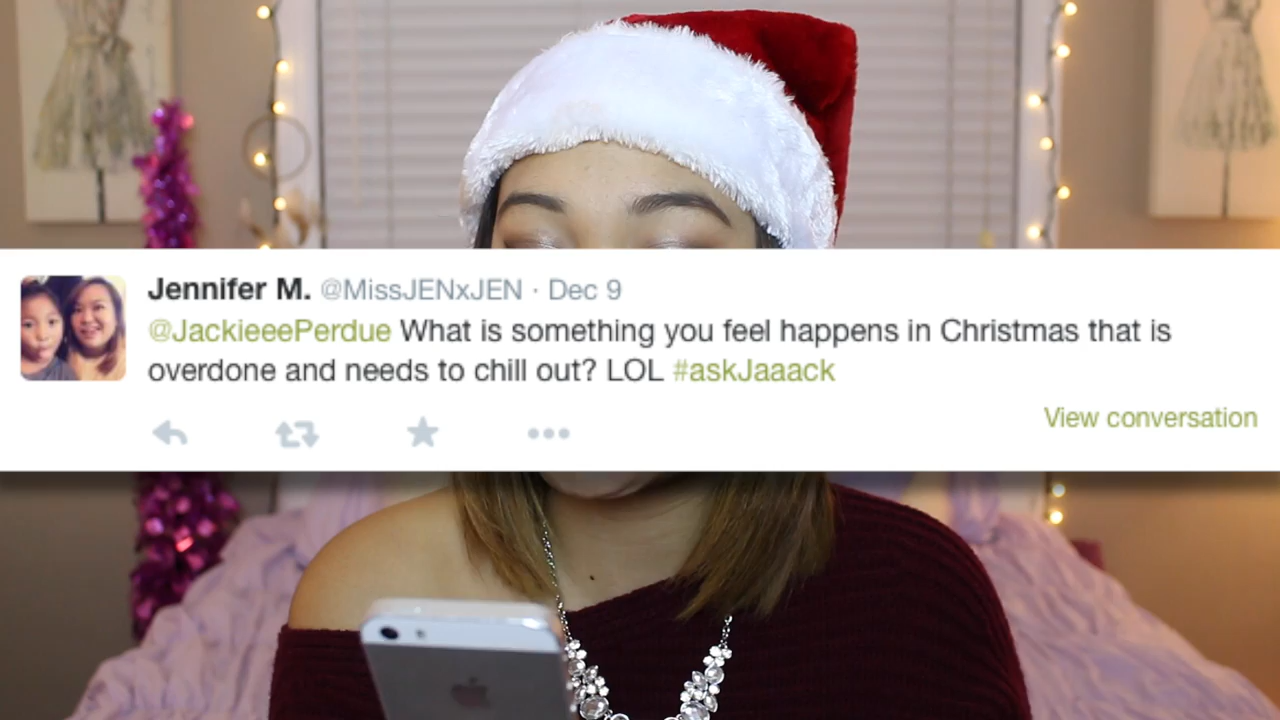 Jennifer M. @MissJENxJEN · Dec 9
@JackieeePerdue What is something you feel happens in Christmas that is
overdone and needs to chill out? LOL #askJaaack
View conversation